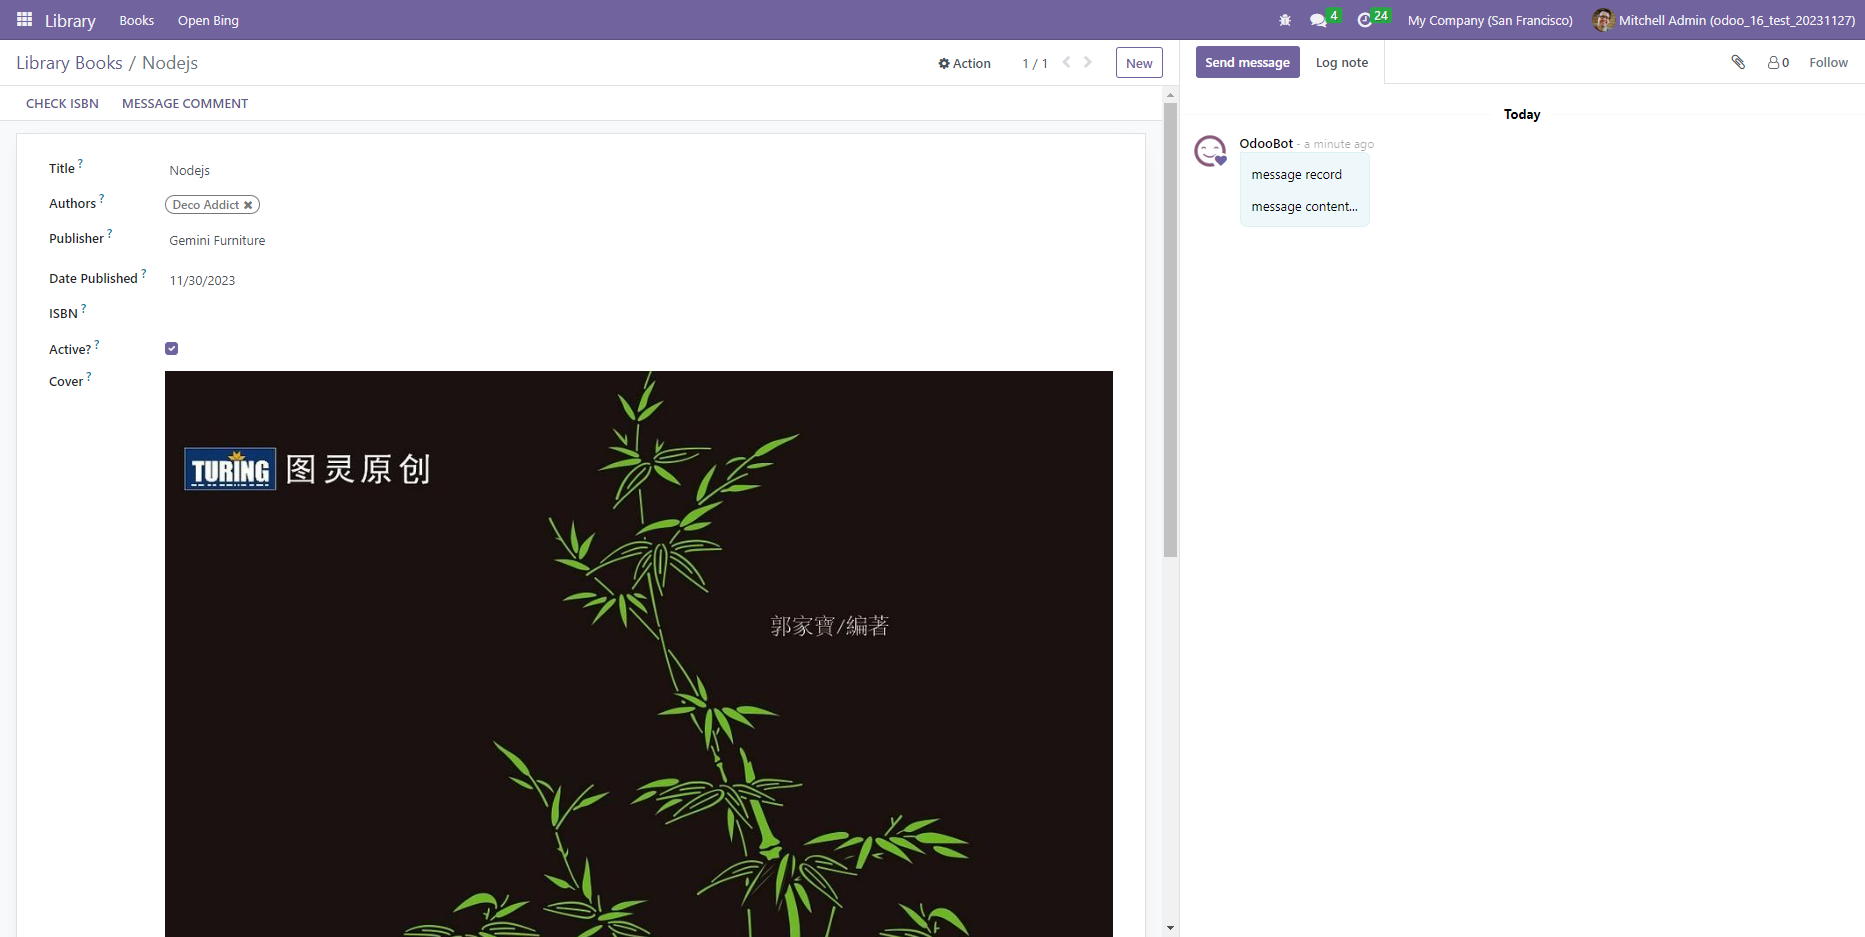 Library Books Open Bing
4 24 My Company (San Francisco) Mitchell Admin (odoo_16_test_20231127)
Library Books / Nodejs
Action 1 / 1 New
CHECK ISBN MESSAGE COMMENT
Title ? Nodejs
Authors ? Deco Addict
Publisher ? Gemini Furniture
Date Published ? 11/30/2023
ISBN ?
Active? ?
Cover ?
TURING 图灵原创
郭家寶/編著
Send message Log note 0 Follow
Today
OdooBot - a minute ago
message record
message content...